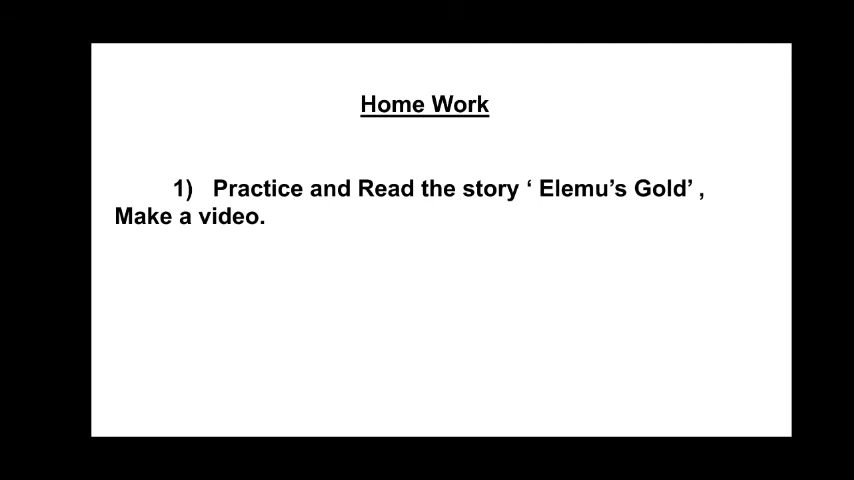 Home Work
1) Practice and Read the story ‘ Elemu’s Gold’ ,
Make a video.